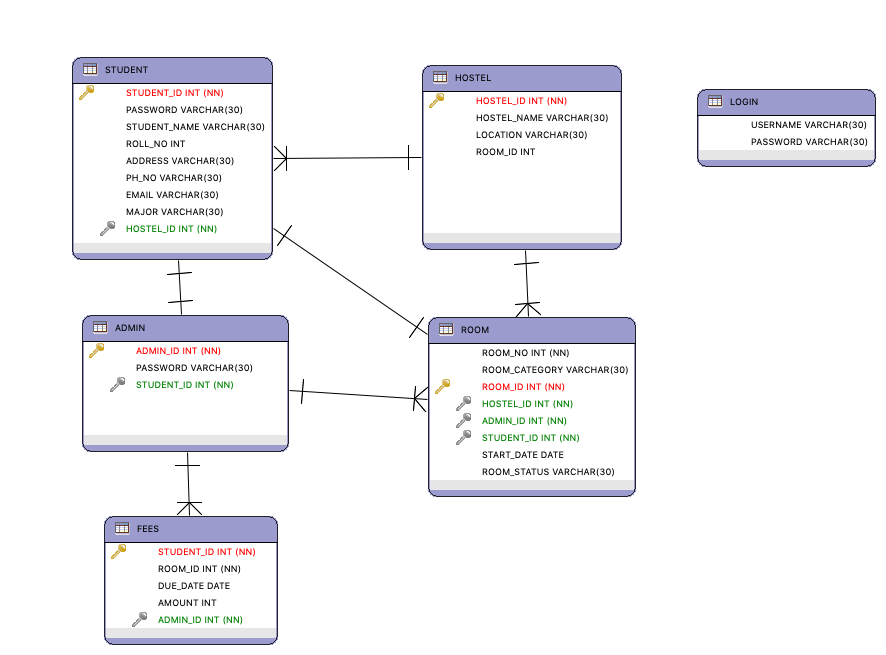 STUDENT
STUDENT_ID INT (NN)
PASSWORD VARCHAR(30)
STUDENT_NAME VARCHAR(30)
ROLL_NO INT
ADDRESS VARCHAR(30)
PH_NO VARCHAR(30)
EMAIL VARCHAR(30)
MAJOR VARCHAR(30)
HOSTEL_ID INT (NN)
HOSTEL
HOSTEL_ID INT (NN)
HOSTEL_NAME VARCHAR(30)
LOCATION VARCHAR(30)
ROOM_ID INT
LOGIN
USERNAME VARCHAR(30)
PASSWORD VARCHAR(30)
ADMIN
ADMIN_ID INT (NN)
PASSWORD VARCHAR(30)
STUDENT_ID INT (NN)
ROOM
ROOM_NO INT (NN)
ROOM_CATEGORY VARCHAR(30)
ROOM_ID INT (NN)
HOSTEL_ID INT (NN)
ADMIN_ID INT (NN)
STUDENT_ID INT (NN)
START_DATE DATE
ROOM_STATUS VARCHAR(30)
FEES
STUDENT_ID INT (NN)
ROOM_ID INT (NN)
DUE_DATE DATE
AMOUNT INT
ADMIN_ID INT (NN)